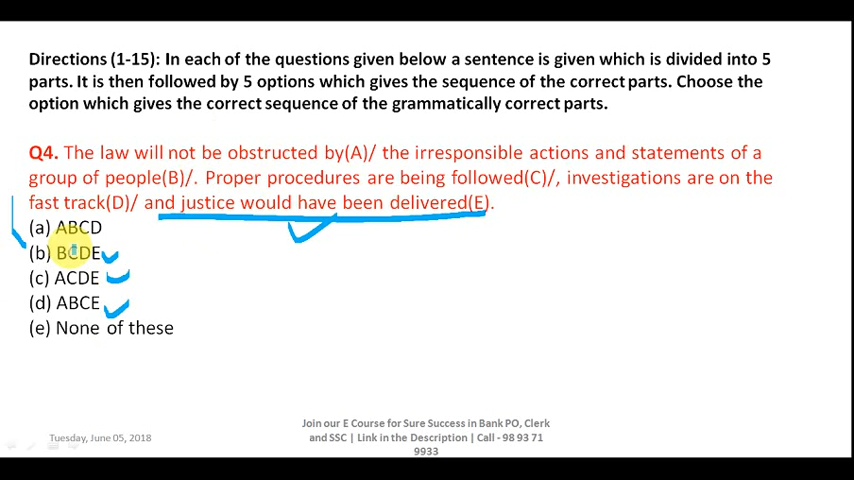 Directions (1-15): In each of the questions given below a sentence is given which is divided into 5
parts. It is then followed by 5 options which gives the sequence of the correct parts. Choose the
option which gives the correct sequence of the grammatically correct parts.
Q4. The law will not be obstructed by(A)/ the irresponsible actions and statements of a
group of people(B)/. Proper procedures are being followed(C)/, investigations are on the
fast track(D)/ and justice would have been delivered(E).
(a) ABCD
(b) BCDE
(c) ACDE
(d) ABCE
(e) None of these
Join our E Course for Sure Success in Bank PO, Clerk
Tuesday, June 05, 2018
and SSC | Link in the Description | Call - 98 93 71
9933